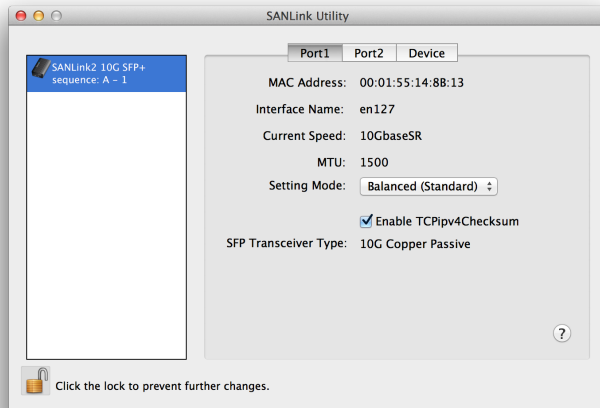 SANLink Utility
SANLink2 10G SFP+
sequence: A - 1
Port1 Port2 Device
MAC Address: 00:01:55:14:8B:13
Interface Name: en127
Current Speed: 10GbaseSR
MTU: 1500
Setting Mode: Balanced (Standard)
Enable TCPipv4Checksum
SFP Transceiver Type: 10G Copper Passive
?
Click the lock to prevent further changes.